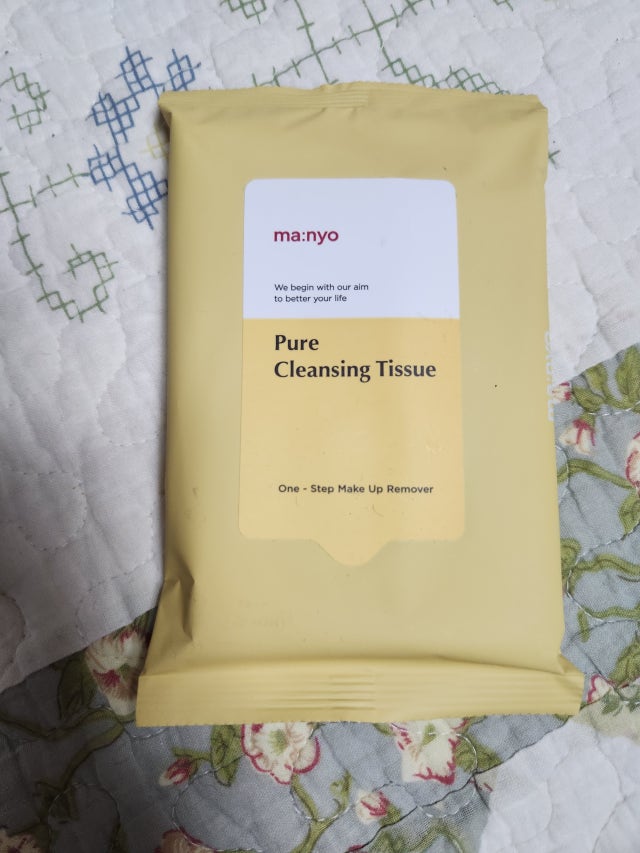 ma:nyo
We begin with our aim
to better your life
Pure
Cleansing Tissue
One - Step Make Up Remover